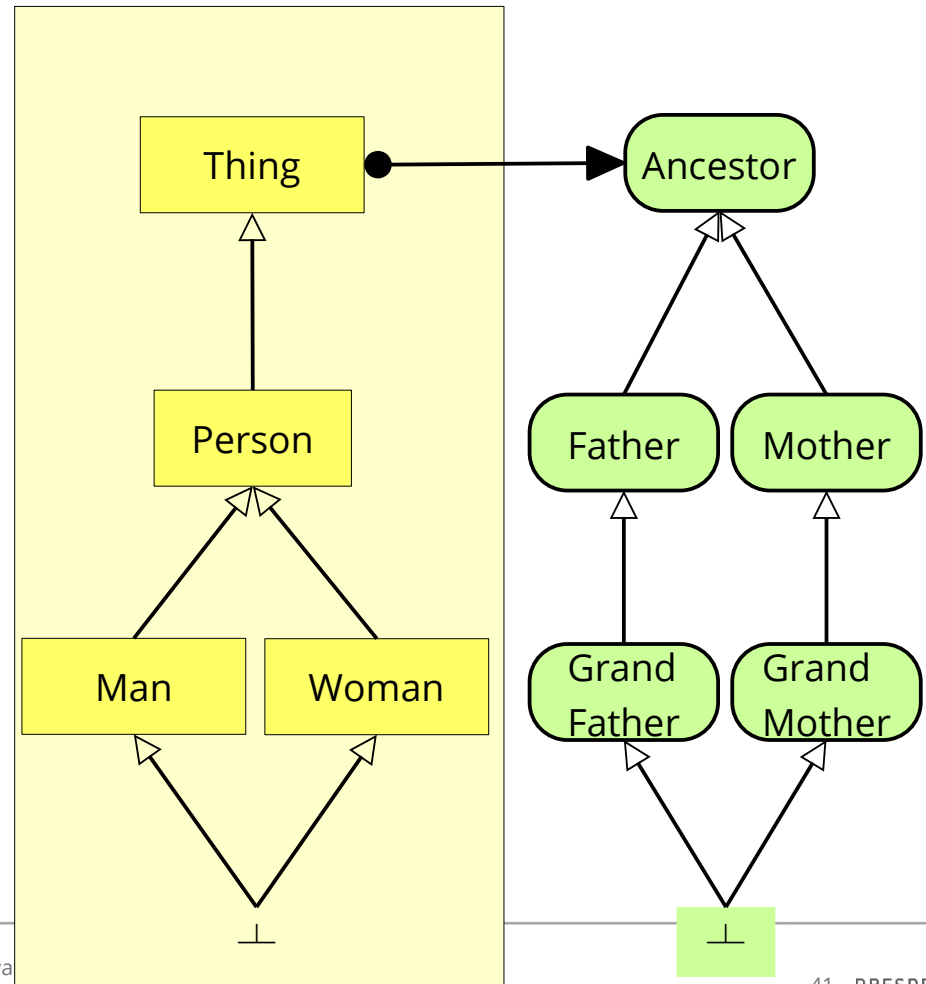 Thing
Ancestor
Person
Father
Mother
Man
Woman
Grand
Father
Grand
Mother
⊥
⊥